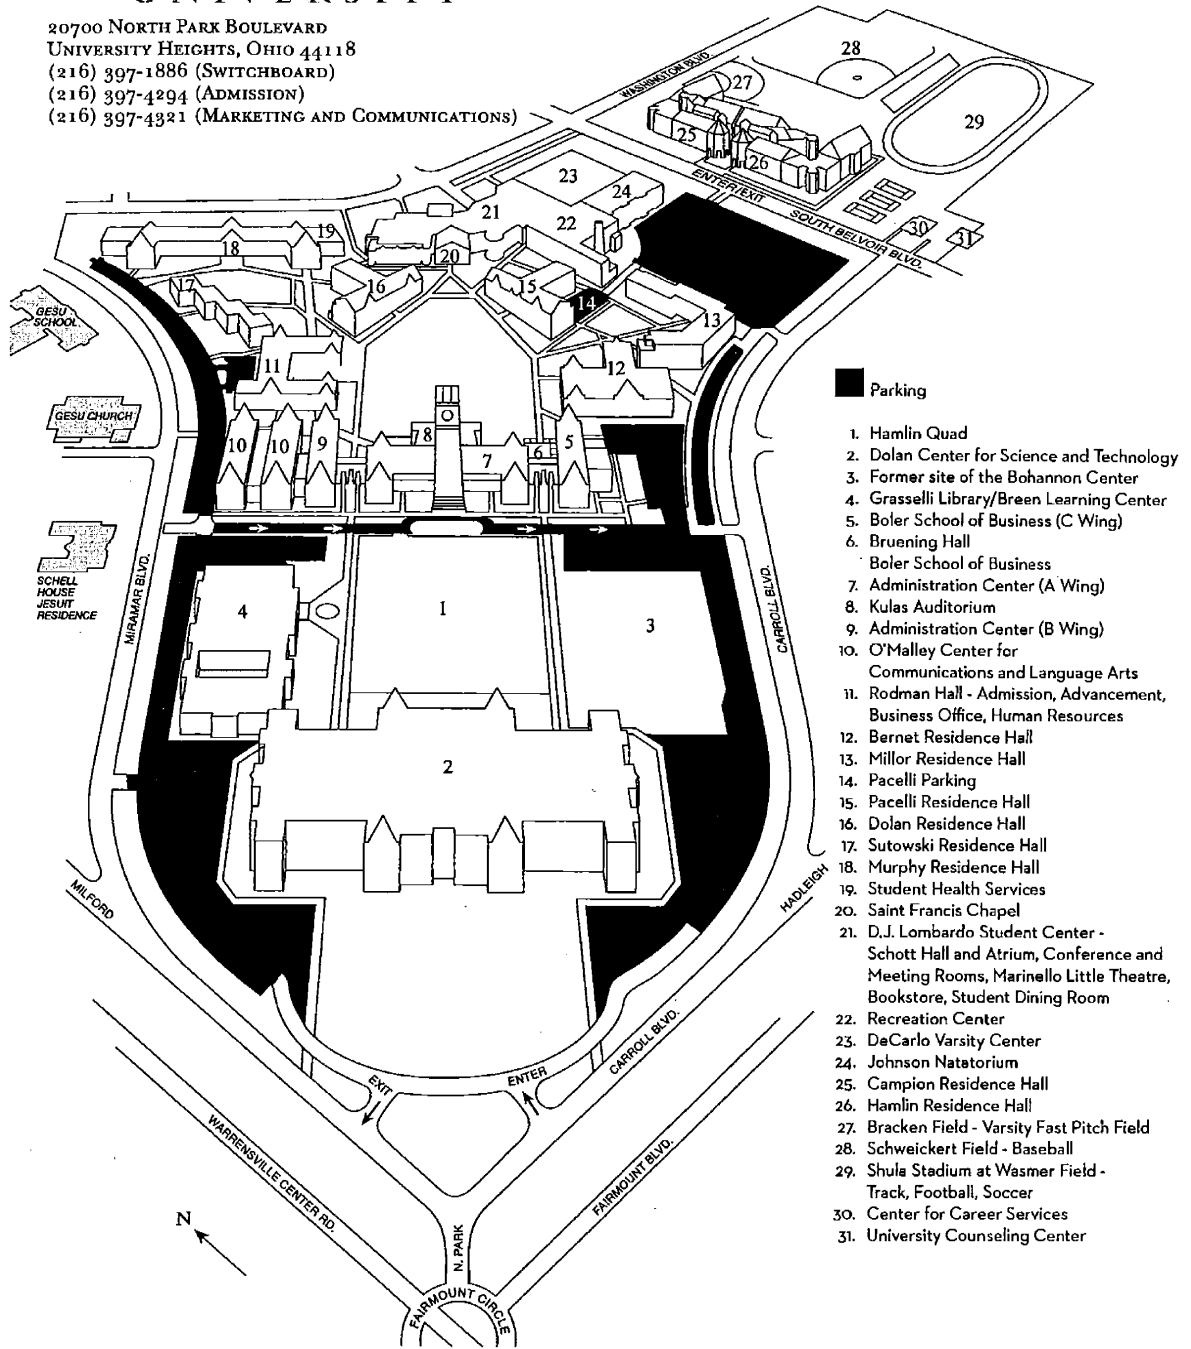 20700 North Park Boulevard
University Heights, Ohio 44118
(216) 397-1886 (Switchboard)
(216) 397-4294 (Admission)
(216) 397-4321 (Marketing and Communications)
WASHINGTON BLVD.
28
27
29
25
26
23
24
ENTER/EXIT
SOUTH BELVOIR BLVD.
21
22
30
31
19
18
20
17
16
15
14
13
GESU
SCHOOL
11
12
GESU CHURCH
10
10
9
8
7
6
5
SCHELL
HOUSE
JESUIT
RESIDENCE
MIRAMAR BLVD.
CARROLL BLVD.
4
1
3
2
MILFORD
HADLEIGH
EXIT
ENTER
CARROLL BLVD.
WARRENSVILLE CENTER RD.
FAIRMOUNT BLVD.
N
N. PARK
FAIRMOUNT CIRCLE
Parking
1. Hamlin Quad
2. Dolan Center for Science and Technology
3. Former site of the Bohannon Center
4. Grasselli Library/Breen Learning Center
5. Boler School of Business (C Wing)
6. Bruening Hall
Boler School of Business
7. Administration Center (A Wing)
8. Kulas Auditorium
9. Administration Center (B Wing)
10. O'Malley Center for
Communications and Language Arts
11. Rodman Hall - Admission, Advancement,
Business Office, Human Resources
12. Bernet Residence Hall
13. Millor Residence Hall
14. Pacelli Parking
15. Pacelli Residence Hall
16. Dolan Residence Hall
17. Sutowski Residence Hall
18. Murphy Residence Hall
19. Student Health Services
20. Saint Francis Chapel
21. D.J. Lombardo Student Center -
Schott Hall and Atrium, Conference and
Meeting Rooms, Marinello Little Theatre,
Bookstore, Student Dining Room
22. Recreation Center
23. DeCarlo Varsity Center
24. Johnson Natatorium
25. Campion Residence Hall
26. Hamlin Residence Hall
27. Bracken Field - Varsity Fast Pitch Field
28. Schweickert Field - Baseball
29. Shula Stadium at Wasmer Field -
Track, Football, Soccer
30. Center for Career Services
31. University Counseling Center